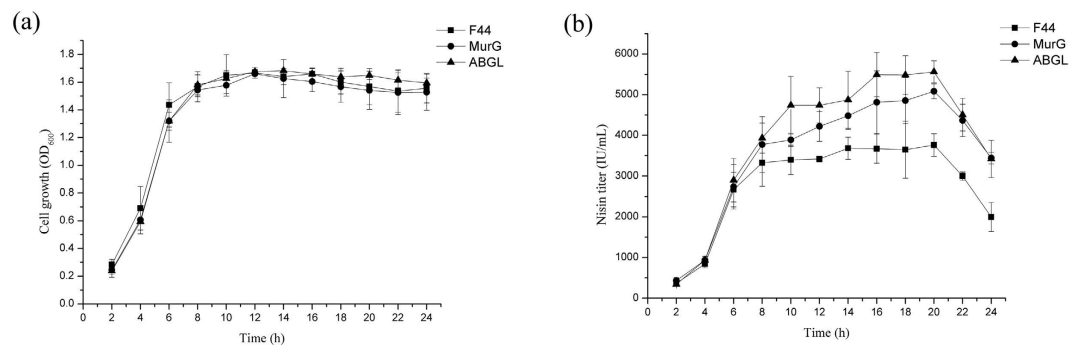 (a)
F44
MurG
ABGL
1.8
1.6
1.4
1.2
1.0
0.8
0.6
0.4
0.2
0.0
Cell growth (OD600)
0 2 4 6 8 10 12 14 16 18 20 22 24
Time (h)
(b)
F44
MurG
ABGL
6000
5000
4000
3000
2000
1000
0
Nisin titer (IU/mL)
0 2 4 6 8 10 12 14 16 18 20 22 24
Time (h)